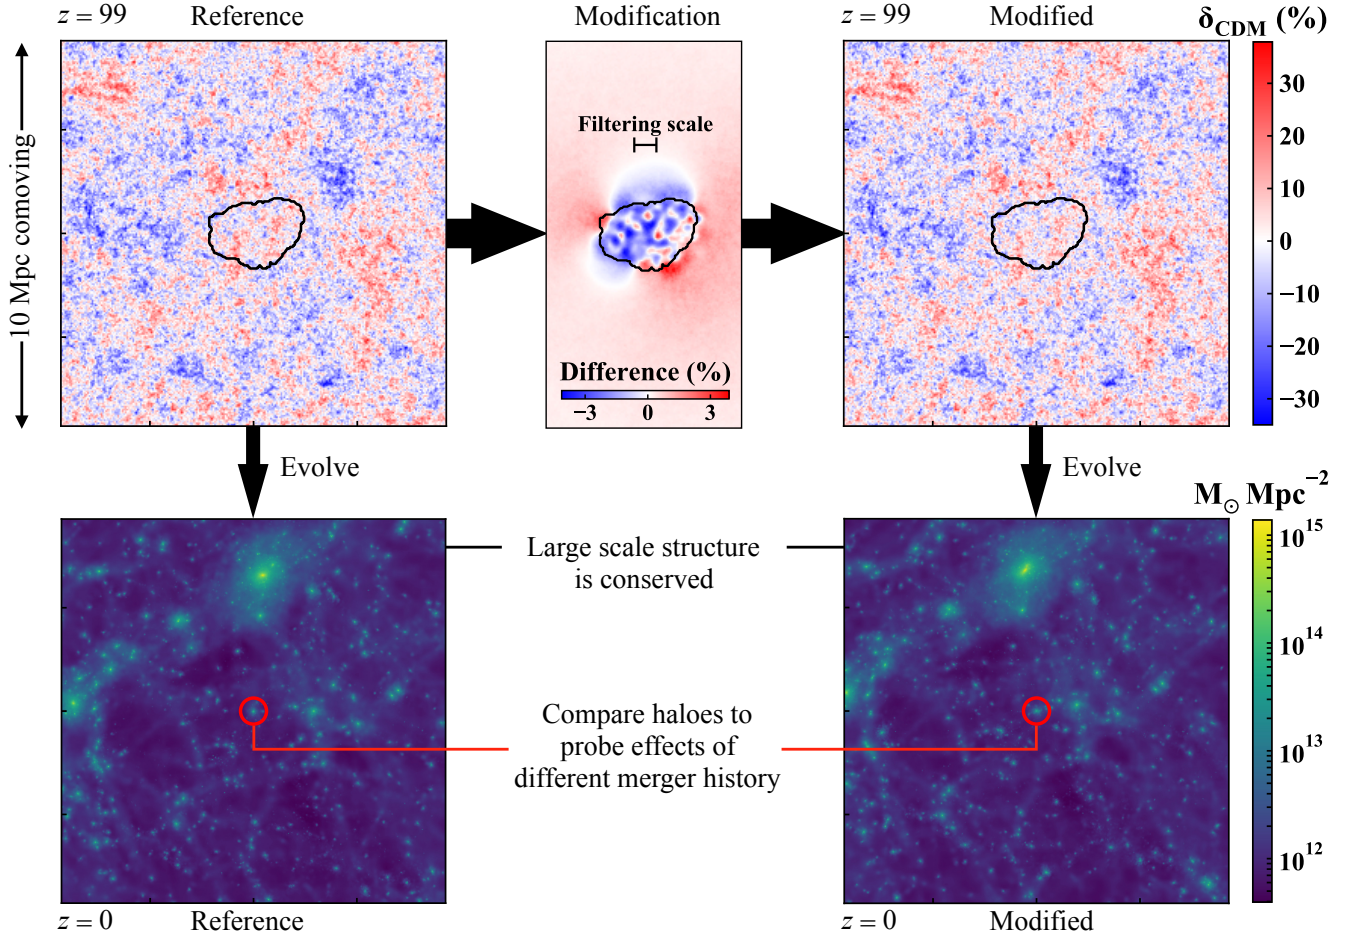 z = 99
Reference
Modification
z = 99
Modified
δCDM (%)
10 Mpc comoving
Filtering scale
Difference (%)
−3
0
3
30
20
10
0
−10
−20
−30
Evolve
Evolve
M⊙ Mpc⁻²
Large scale structure
is conserved
Compare haloes to
probe effects of
different merger history
10¹⁵
10¹⁴
10¹³
10¹²
z = 0
Reference
z = 0
Modified